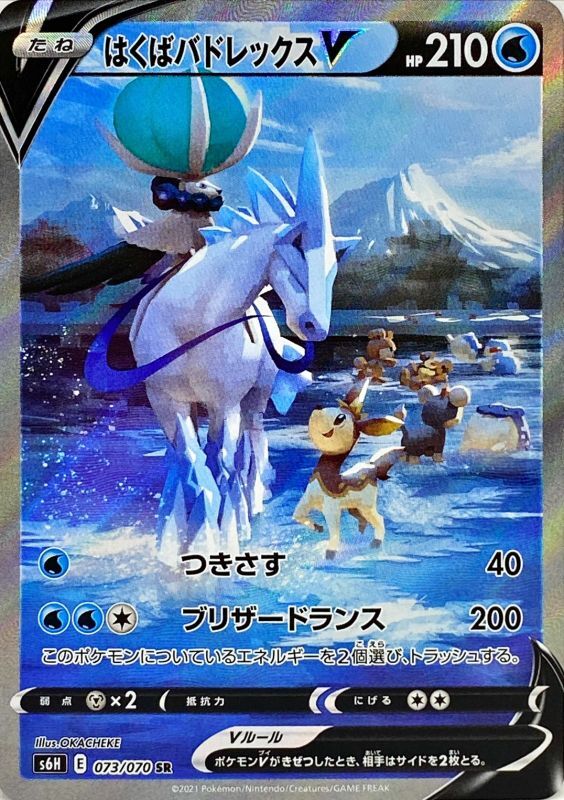 たね はくばバドレックスV HP 210
つきさす 40
ブリザードランス 200
このポケモンについているエネルギーを2個選び、トラッシュする。
弱点 ×2 抵抗力 にげる
Illus. OKACHEKE
Vルール
ポケモンVがきぜつしたとき、相手はサイドを2枚とる。
s6H E 073/070 SR
©2021 Pokémon/Nintendo/Creatures/GAME FREAK